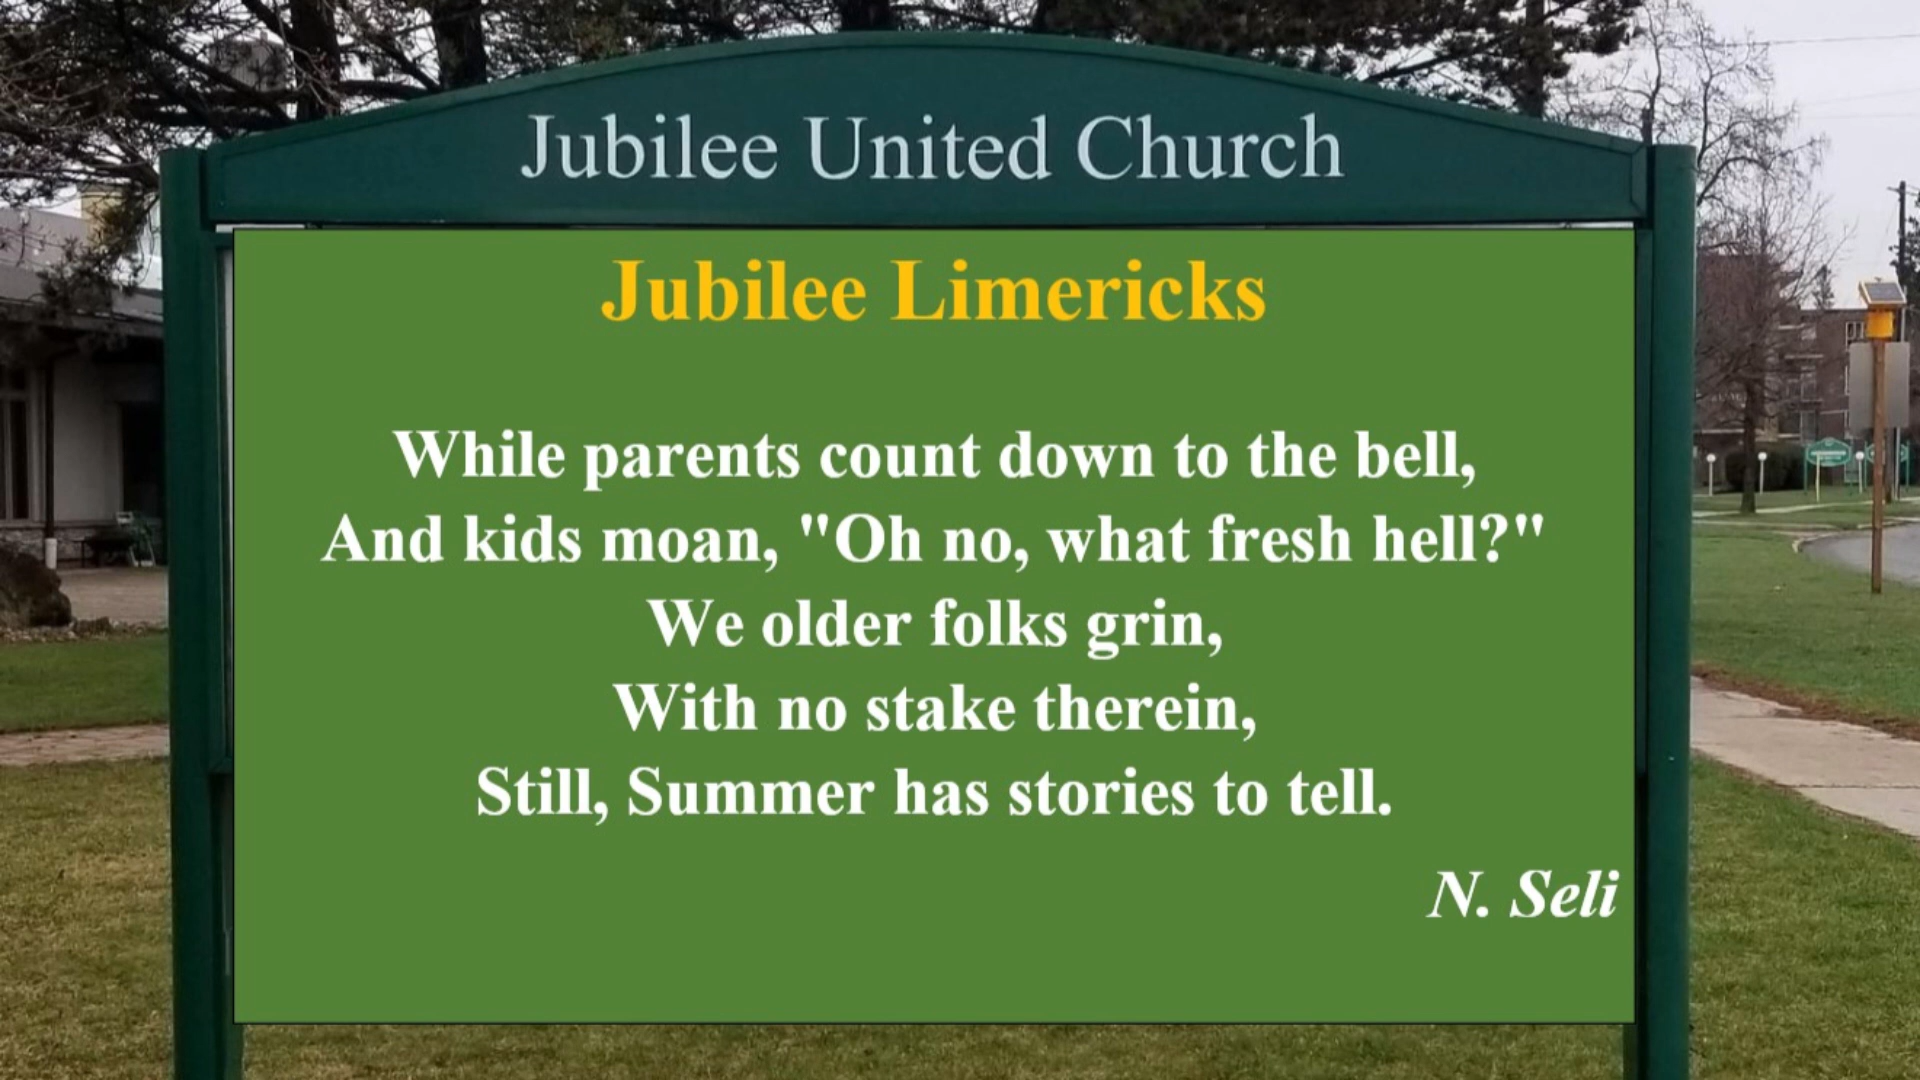 Jubilee United Church
Jubilee Limericks
While parents count down to the bell,
And kids moan, "Oh no, what fresh hell?"
We older folks grin,
With no stake therein,
Still, Summer has stories to tell.
N. Seli